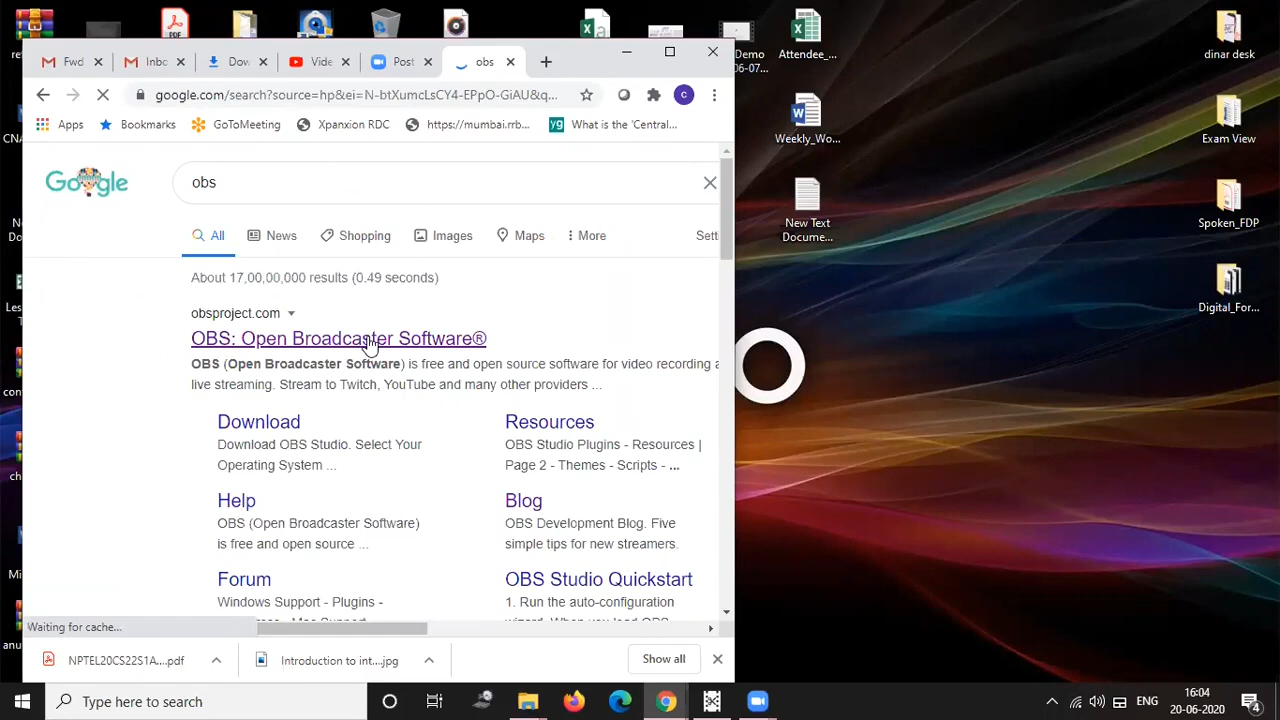 PDF
Demo
06-07...
Attendee_...
dinar desk
Weekly_Wo...
Exam View
New Text
Docume...
Spoken_FDP
Digital_For...
Fwd
Inbo
Dow
Vide
Post
obs
google.com/search?source=hp&ei=N-btXumcLsCY4-EPpO-GiAU&q...
Apps
Bookmarks
GoToMeeting
Xpanxion RDC
https://mumbai.rrb...
yg What is the 'Central...
Google
obs
All
News
Shopping
Images
Maps
More
Sett
About 17,00,00,000 results (0.49 seconds)
obsproject.com
OBS: Open Broadcaster Software®
OBS (Open Broadcaster Software) is free and open source software for video recording a
live streaming. Stream to Twitch, YouTube and many other providers ...
Download
Download OBS Studio. Select Your
Operating System ...
Resources
OBS Studio Plugins - Resources |
Page 2 - Themes - Scripts - ...
Help
OBS (Open Broadcaster Software)
is free and open source ...
Blog
OBS Development Blog. Five
simple tips for new streamers.
Forum
Windows Support - Plugins -
OBS Studio Quickstart
1. Run the auto-configuration
Waiting for cache...
NPTEL20CS22S1A....pdf
Introduction to int....jpg
Show all
Type here to search
ENG
16:04
20-06-2020
4